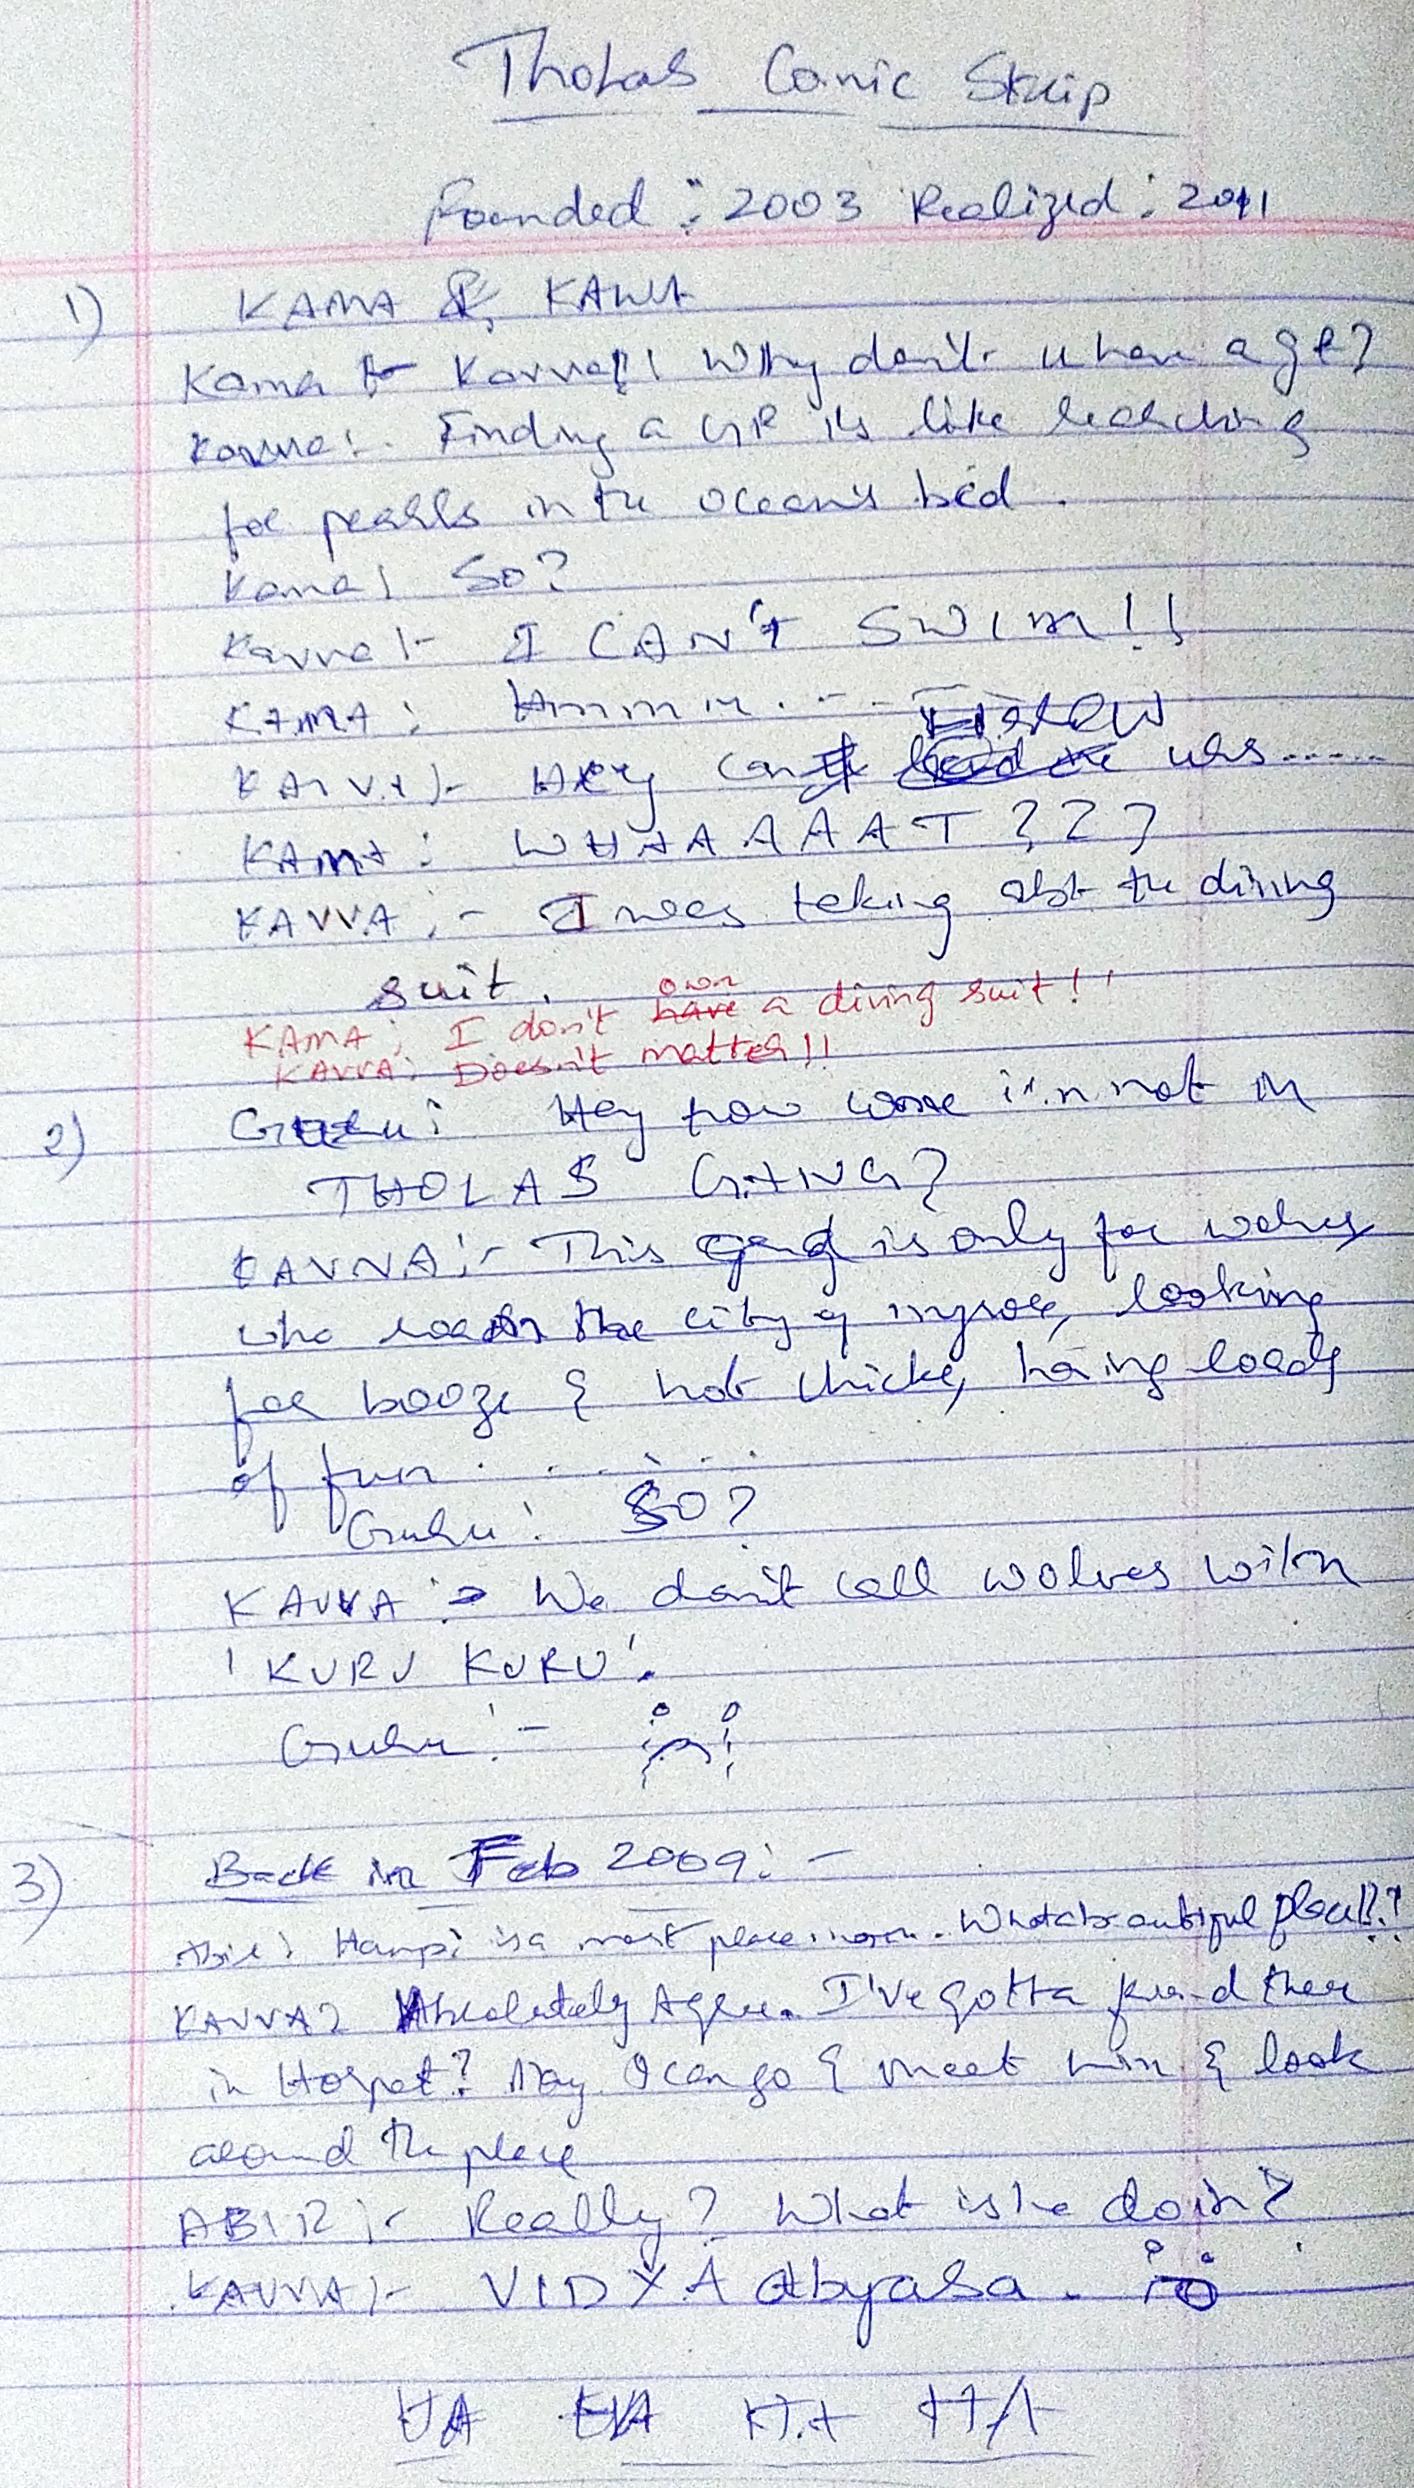 Tholas Comic Strip
Founded : 2003 Realized : 2011
1) KAMA & KAVVA
Kama to Kavva! Why don't u have a gf?
Kavva:- Finding a GF is like searching
for pearls in the ocean's bed.
Kama! So?
Kavva:- I CAN'T SWIM!!
KAMA: Hmmm...--
KAVVA:- Hey can I borrow urs......
KAMA: WHAAAAAT???
KAVVA:- I was talking abt the diving
suit.
KAMA: I don't own a diving suit!!
KAVVA: Doesn't matter!!
2) Guru: Hey how come i'm not in
THOLAS GANG?
KAVVA:- This gang is only for wolves
who roam the city of mysore, looking
for booze & hot chicks, having loads
of fun......
Guru: SO?
KAVVA:- We don't call wolves with
'KURU KURU'.
Guru:-
3) Back in Feb 2009:-
Abir: Hampi is a must place. What a beautiful place!!?
KAVVA: Absolutely Agree. I've gotta friend there
in Hospet? May I can go & meet him & look
around the place
ABIR:- Really? What is he doin?
KAVVA:- VIDYA abyasa.
HA HA HA HA